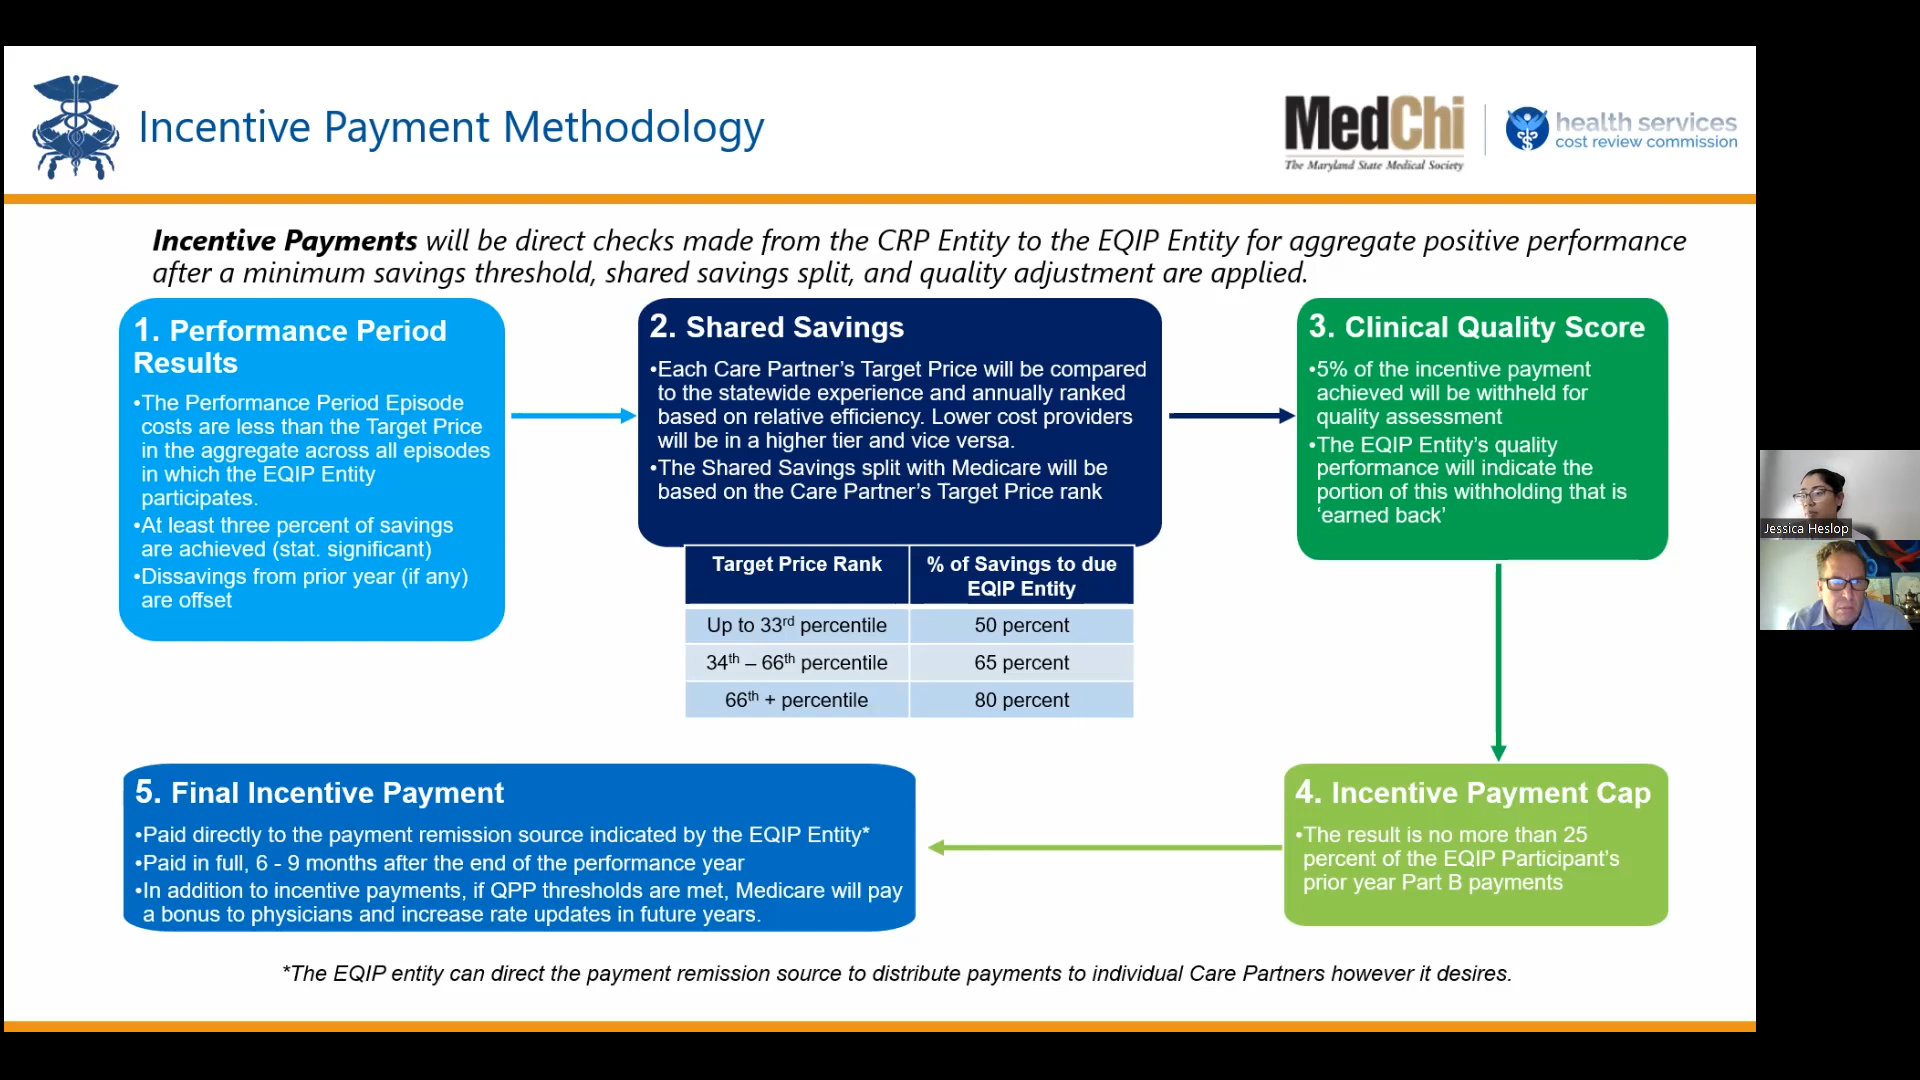 Incentive Payment Methodology
MedChi
The Maryland State Medical Society
health services
cost review commission
Incentive Payments will be direct checks made from the CRP Entity to the EQIP Entity for aggregate positive performance
after a minimum savings threshold, shared savings split, and quality adjustment are applied.
1. Performance Period
Results
•The Performance Period Episode
costs are less than the Target Price
in the aggregate across all episodes
in which the EQIP Entity
participates.
•At least three percent of savings
are achieved (stat. significant)
•Dissavings from prior year (if any)
are offset
2. Shared Savings
•Each Care Partner's Target Price will be compared
to the statewide experience and annually ranked
based on relative efficiency. Lower cost providers
will be in a higher tier and vice versa.
•The Shared Savings split with Medicare will be
based on the Care Partner's Target Price rank
Target Price Rank
% of Savings to due
EQIP Entity
Up to 33rd percentile
50 percent
34th – 66th percentile
65 percent
66th + percentile
80 percent
3. Clinical Quality Score
•5% of the incentive payment
achieved will be withheld for
quality assessment
•The EQIP Entity's quality
performance will indicate the
portion of this withholding that is
'earned back'
4. Incentive Payment Cap
•The result is no more than 25
percent of the EQIP Participant's
prior year Part B payments
5. Final Incentive Payment
•Paid directly to the payment remission source indicated by the EQIP Entity*
•Paid in full, 6 - 9 months after the end of the performance year
•In addition to incentive payments, if QPP thresholds are met, Medicare will pay
a bonus to physicians and increase rate updates in future years.
*The EQIP entity can direct the payment remission source to distribute payments to individual Care Partners however it desires.
Jessica Heslop